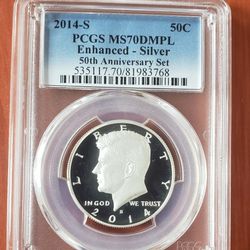 2014-S 50C
PCGS MS70DMPL
Enhanced - Silver
50th Anniversary Set
535117.70/81983768
LIBERTY
IN GOD WE TRUST
S
2014